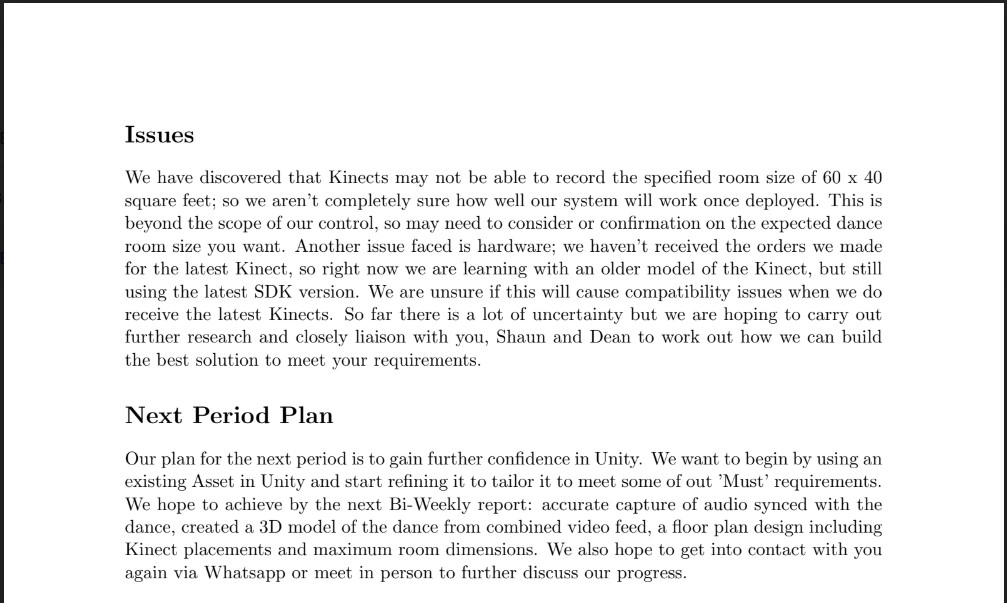 Issues
We have discovered that Kinects may not be able to record the specified room size of 60 x 40
square feet; so we aren't completely sure how well our system will work once deployed. This is
beyond the scope of our control, so may need to consider or confirmation on the expected dance
room size you want. Another issue faced is hardware; we haven't received the orders we made
for the latest Kinect, so right now we are learning with an older model of the Kinect, but still
using the latest SDK version. We are unsure if this will cause compatibility issues when we do
receive the latest Kinects. So far there is a lot of uncertainty but we are hoping to carry out
further research and closely liaison with you, Shaun and Dean to work out how we can build
the best solution to meet your requirements.
Next Period Plan
Our plan for the next period is to gain further confidence in Unity. We want to begin by using an
existing Asset in Unity and start refining it to tailor it to meet some of out 'Must' requirements.
We hope to achieve by the next Bi-Weekly report: accurate capture of audio synced with the
dance, created a 3D model of the dance from combined video feed, a floor plan design including
Kinect placements and maximum room dimensions. We also hope to get into contact with you
again via Whatsapp or meet in person to further discuss our progress.